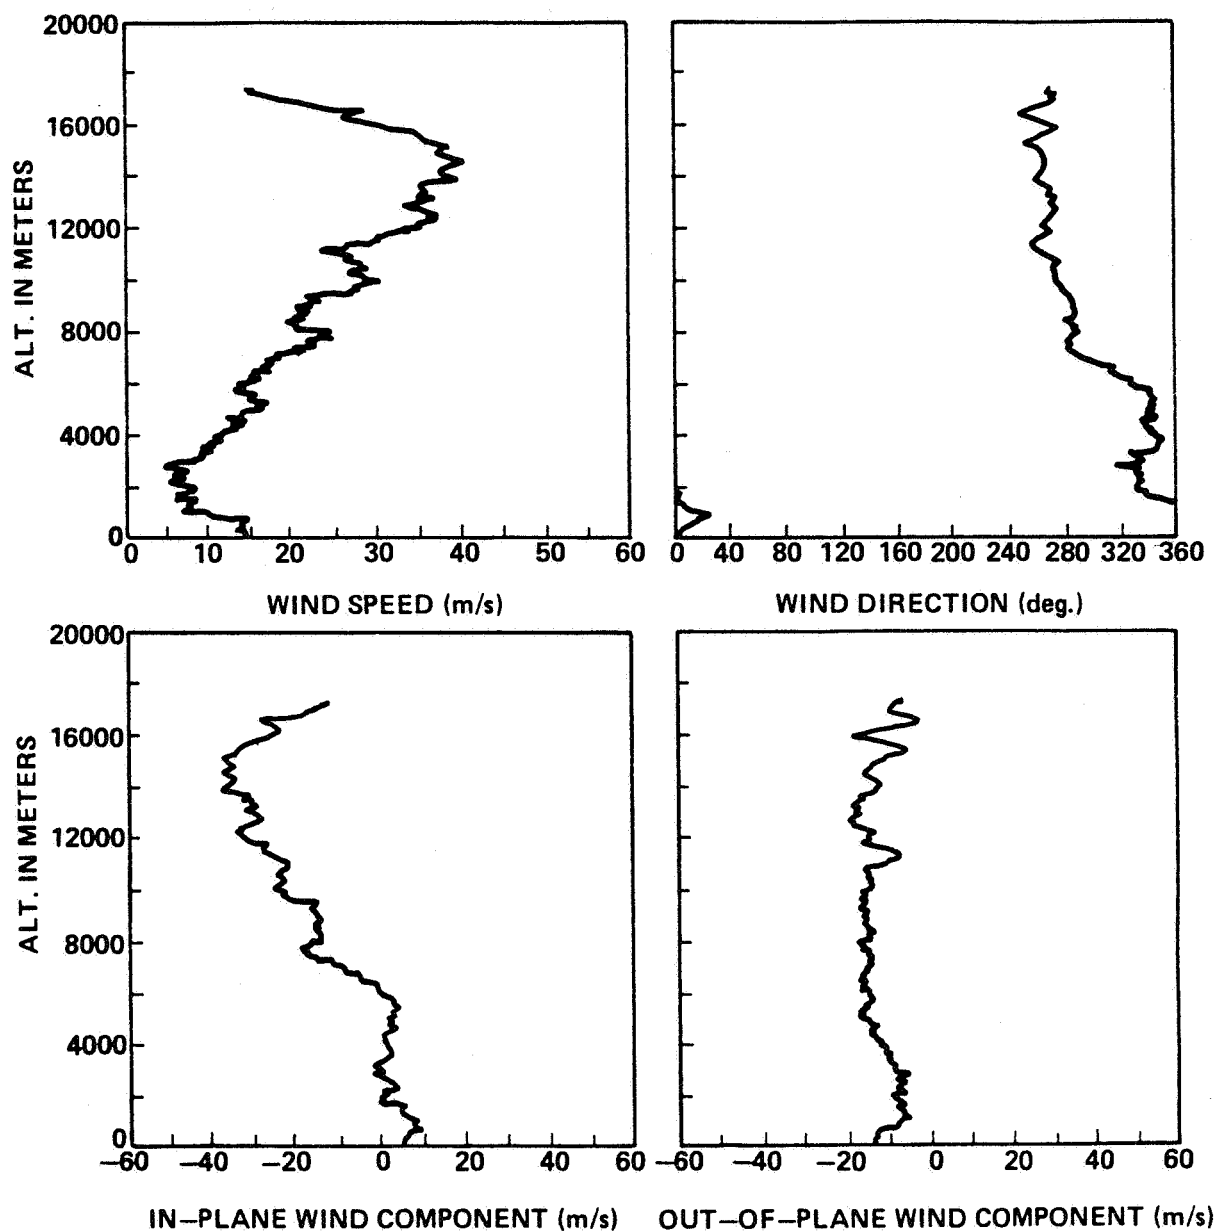 20000
16000
12000
8000
4000
0
ALT. IN METERS
0 10 20 30 40 50 60
WIND SPEED (m/s)
0 40 80 120 160 200 240 280 320 360
WIND DIRECTION (deg.)
20000
16000
12000
8000
4000
0
ALT. IN METERS
−60 −40 −20 0 20 40 60
IN−PLANE WIND COMPONENT (m/s)
−60 −40 −20 0 20 40 60
OUT−OF−PLANE WIND COMPONENT (m/s)